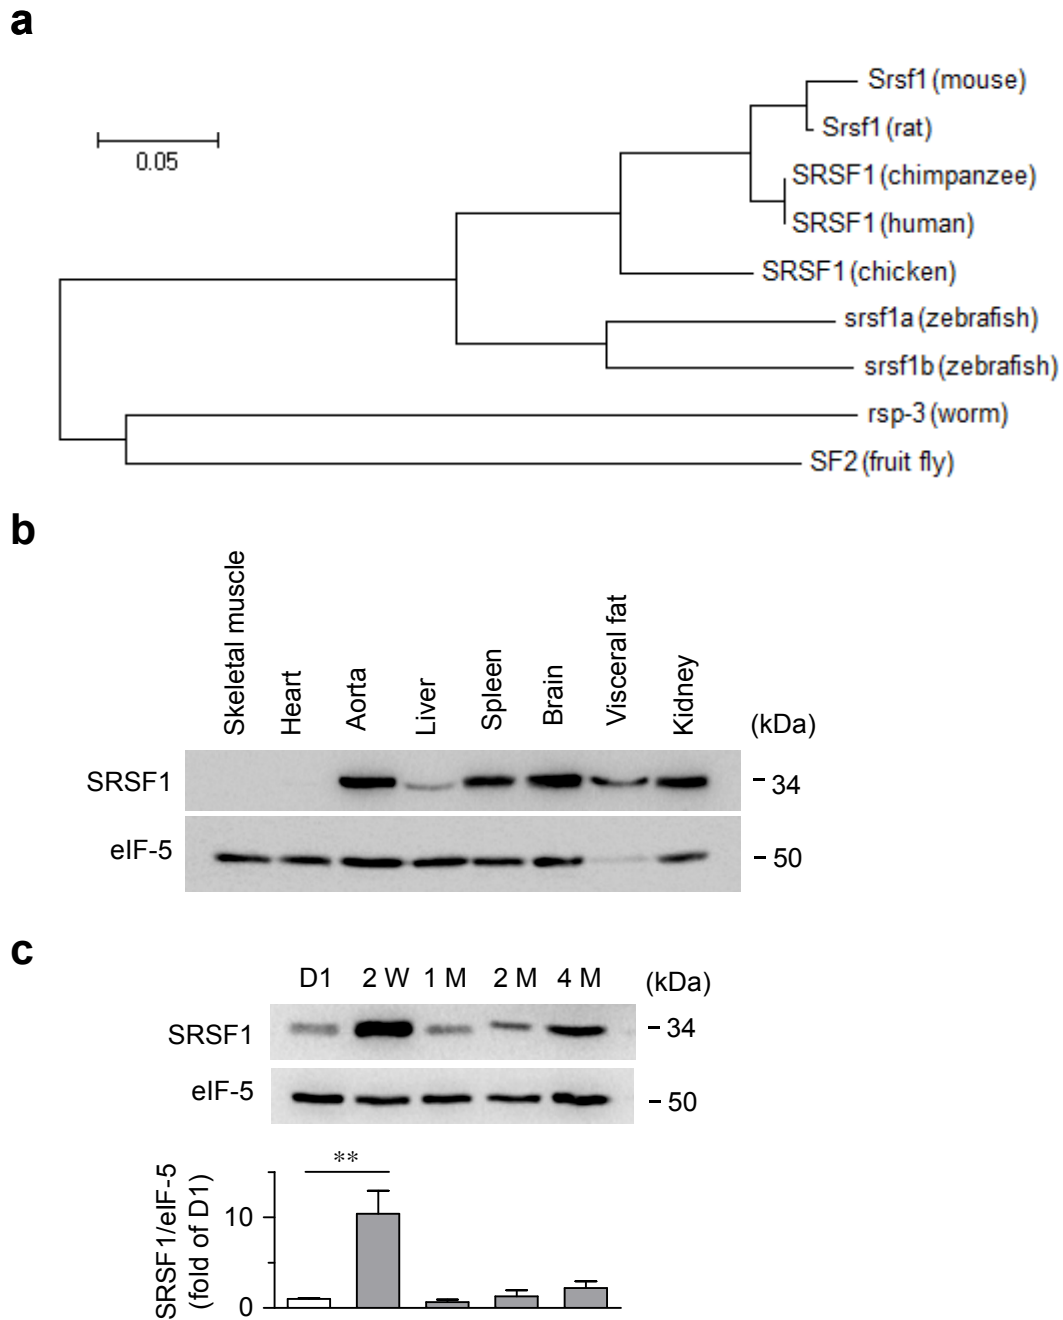 a
Srsf1 (mouse)
0.05
Srsf1 (rat)
SRSF1 (chimpanzee)
SRSF1 (human)
SRSF1 (chicken)
srsf1a (zebrafish)
srsf1b (zebrafish)
rsp-3 (worm)
SF2 (fruit fly)
b
Skeletal muscle
Heart
Aorta
Liver
Spleen
Brain
Visceral fat
Kidney
(kDa)
SRSF1
34
eIF-5
50
c
D1 2 W 1 M 2 M 4 M (kDa)
SRSF1
34
eIF-5
50
**
SRSF1/eIF-5
(fold of D1)
10
0